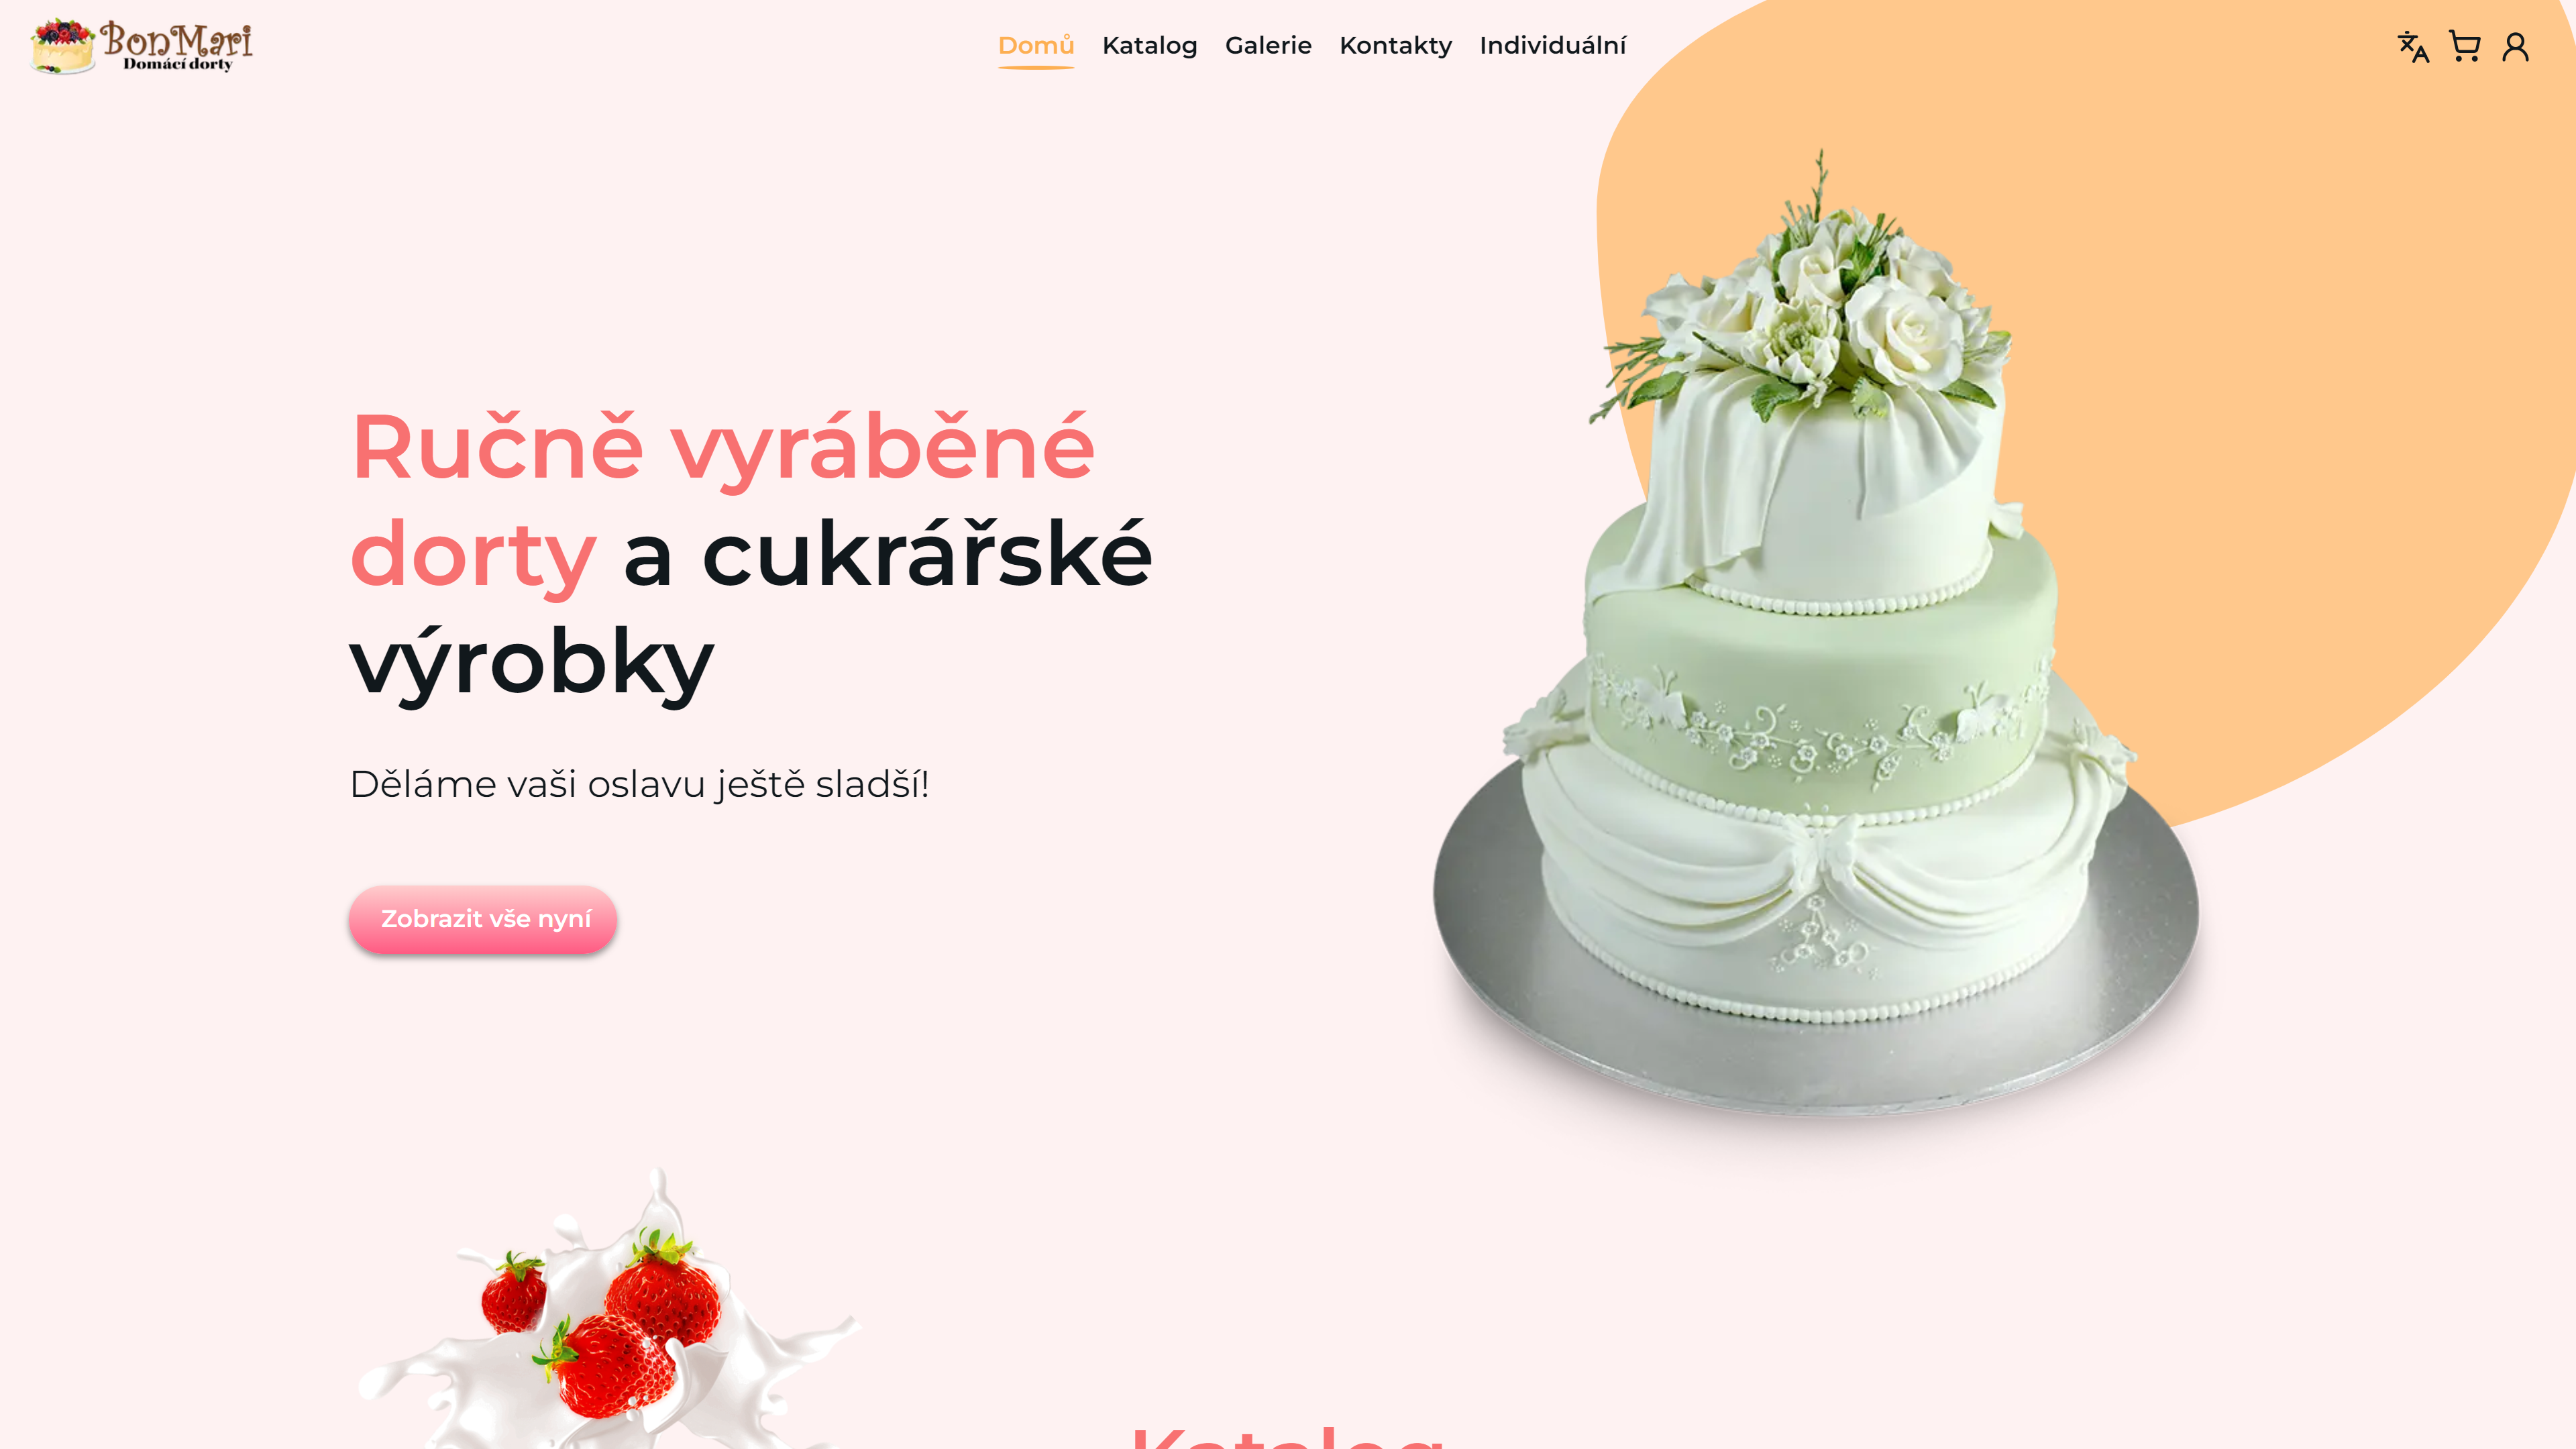 BonMari
Domácí dorty
Domů Katalog Galerie Kontakty Individuální
Ručně vyráběné
dorty a cukrářské
výrobky
Děláme vaši oslavu ještě sladší!
Zobrazit vše nyní
Katalog